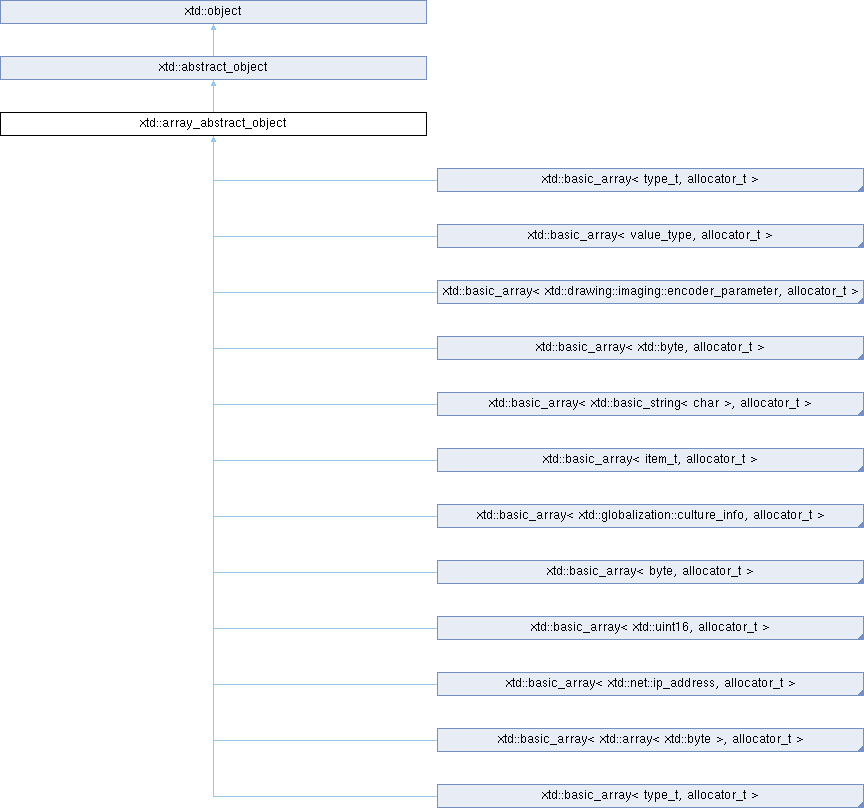 xtd::object
xtd::abstract_object
xtd::array_abstract_object
xtd::basic_array< type_t, allocator_t >
xtd::basic_array< value_type, allocator_t >
xtd::basic_array< xtd::drawing::imaging::encoder_parameter, allocator_t >
xtd::basic_array< xtd::byte, allocator_t >
xtd::basic_array< xtd::basic_string< char >, allocator_t >
xtd::basic_array< item_t, allocator_t >
xtd::basic_array< xtd::globalization::culture_info, allocator_t >
xtd::basic_array< byte, allocator_t >
xtd::basic_array< xtd::uint16, allocator_t >
xtd::basic_array< xtd::net::ip_address, allocator_t >
xtd::basic_array< xtd::array< xtd::byte >, allocator_t >
xtd::basic_array< type_t, allocator_t >